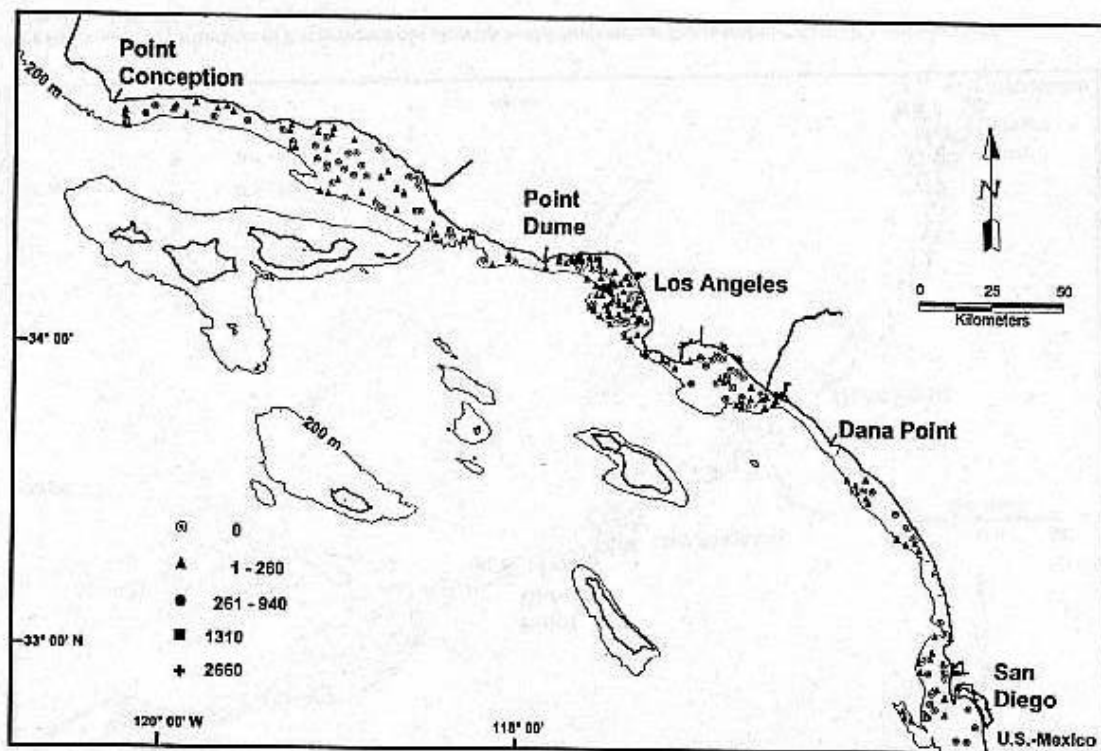 Point
Conception
200 m
Point
Dume
Los Angeles
N
0 25 50
Kilometers
34° 00'
200 m
Dana Point
0
1 - 260
261 - 940
1310
2660
33° 00' N
San
Diego
120° 00' W
118° 00'
U.S.-Mexico